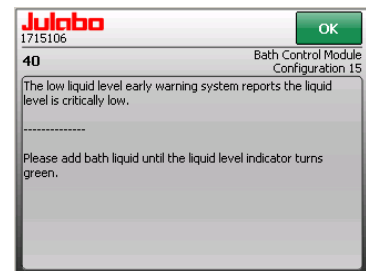 Julabo
OK
1715106
40
Bath Control Module
Configuration 15
The low liquid level early warning system reports the liquid
level is critically low.
--------------
Please add bath liquid until the liquid level indicator turns
green.